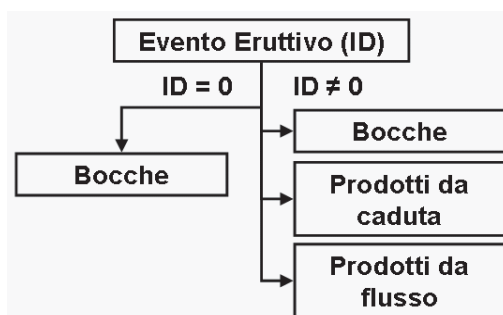 Evento Eruttivo (ID)
ID = 0
ID ≠ 0
Bocche
Bocche
Prodotti da
caduta
Prodotti da
flusso